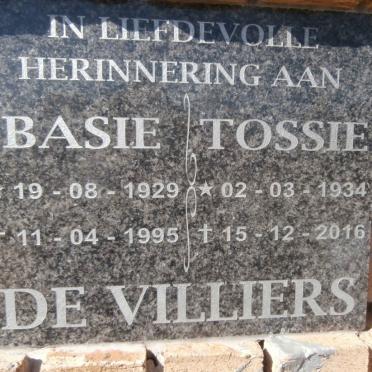 IN LIEFDEVOLLE
HERINNERING AAN
BASIE TOSSIE
19 - 08 - 1929 ★ 02 - 03 - 1934
† 11 - 04 - 1995 † 15 - 12 - 2016
DE VILLIERS